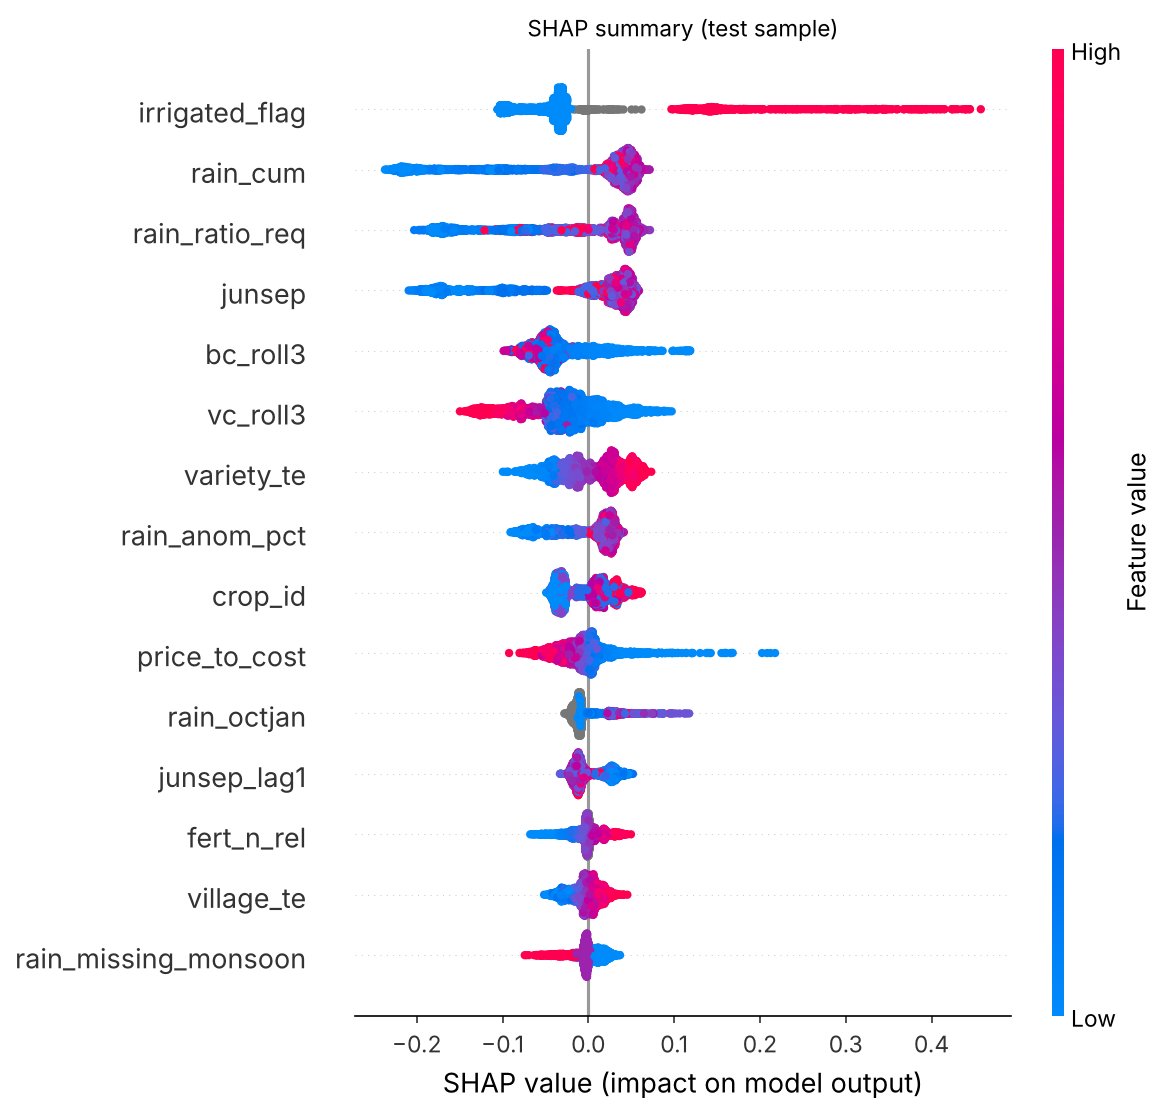 SHAP summary (test sample)
High
irrigated_flag
rain_cum
rain_ratio_req
junsep
bc_roll3
vc_roll3
variety_te
rain_anom_pct
crop_id
price_to_cost
rain_octjan
junsep_lag1
fert_n_rel
village_te
rain_missing_monsoon
Feature value
Low
−0.2 −0.1 0.0 0.1 0.2 0.3 0.4
SHAP value (impact on model output)